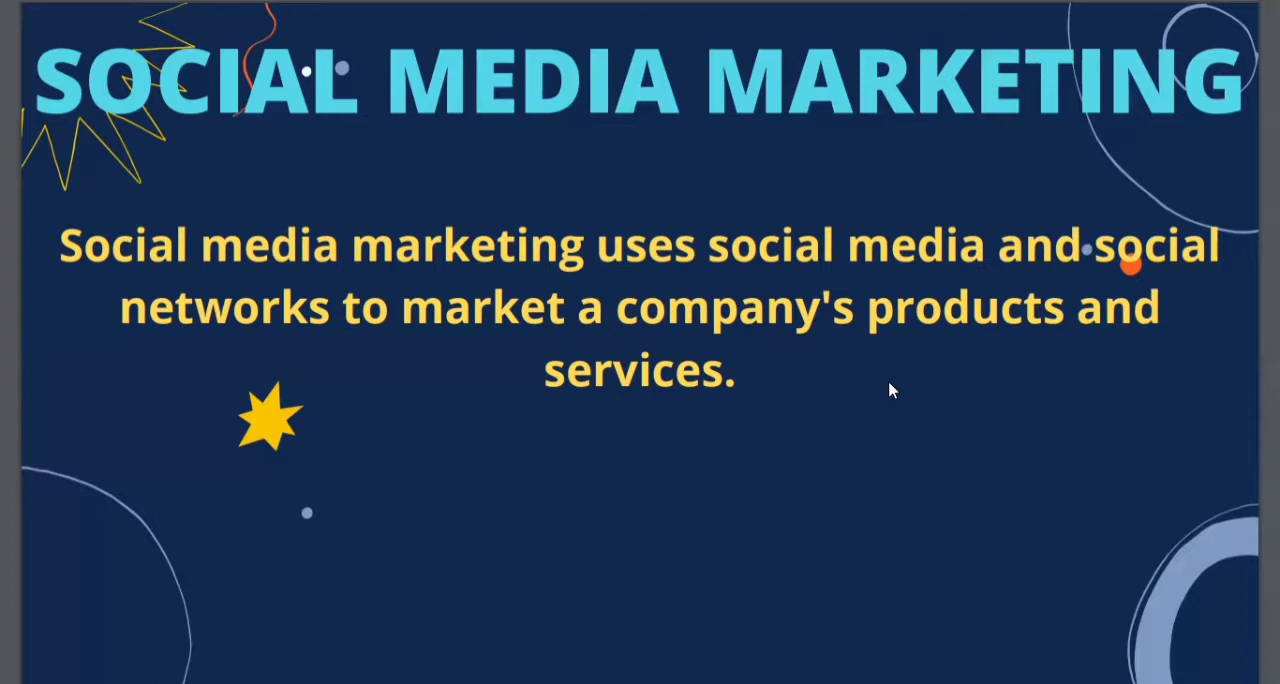 SOCIAL MEDIA MARKETING
Social media marketing uses social media and social
networks to market a company's products and
services.